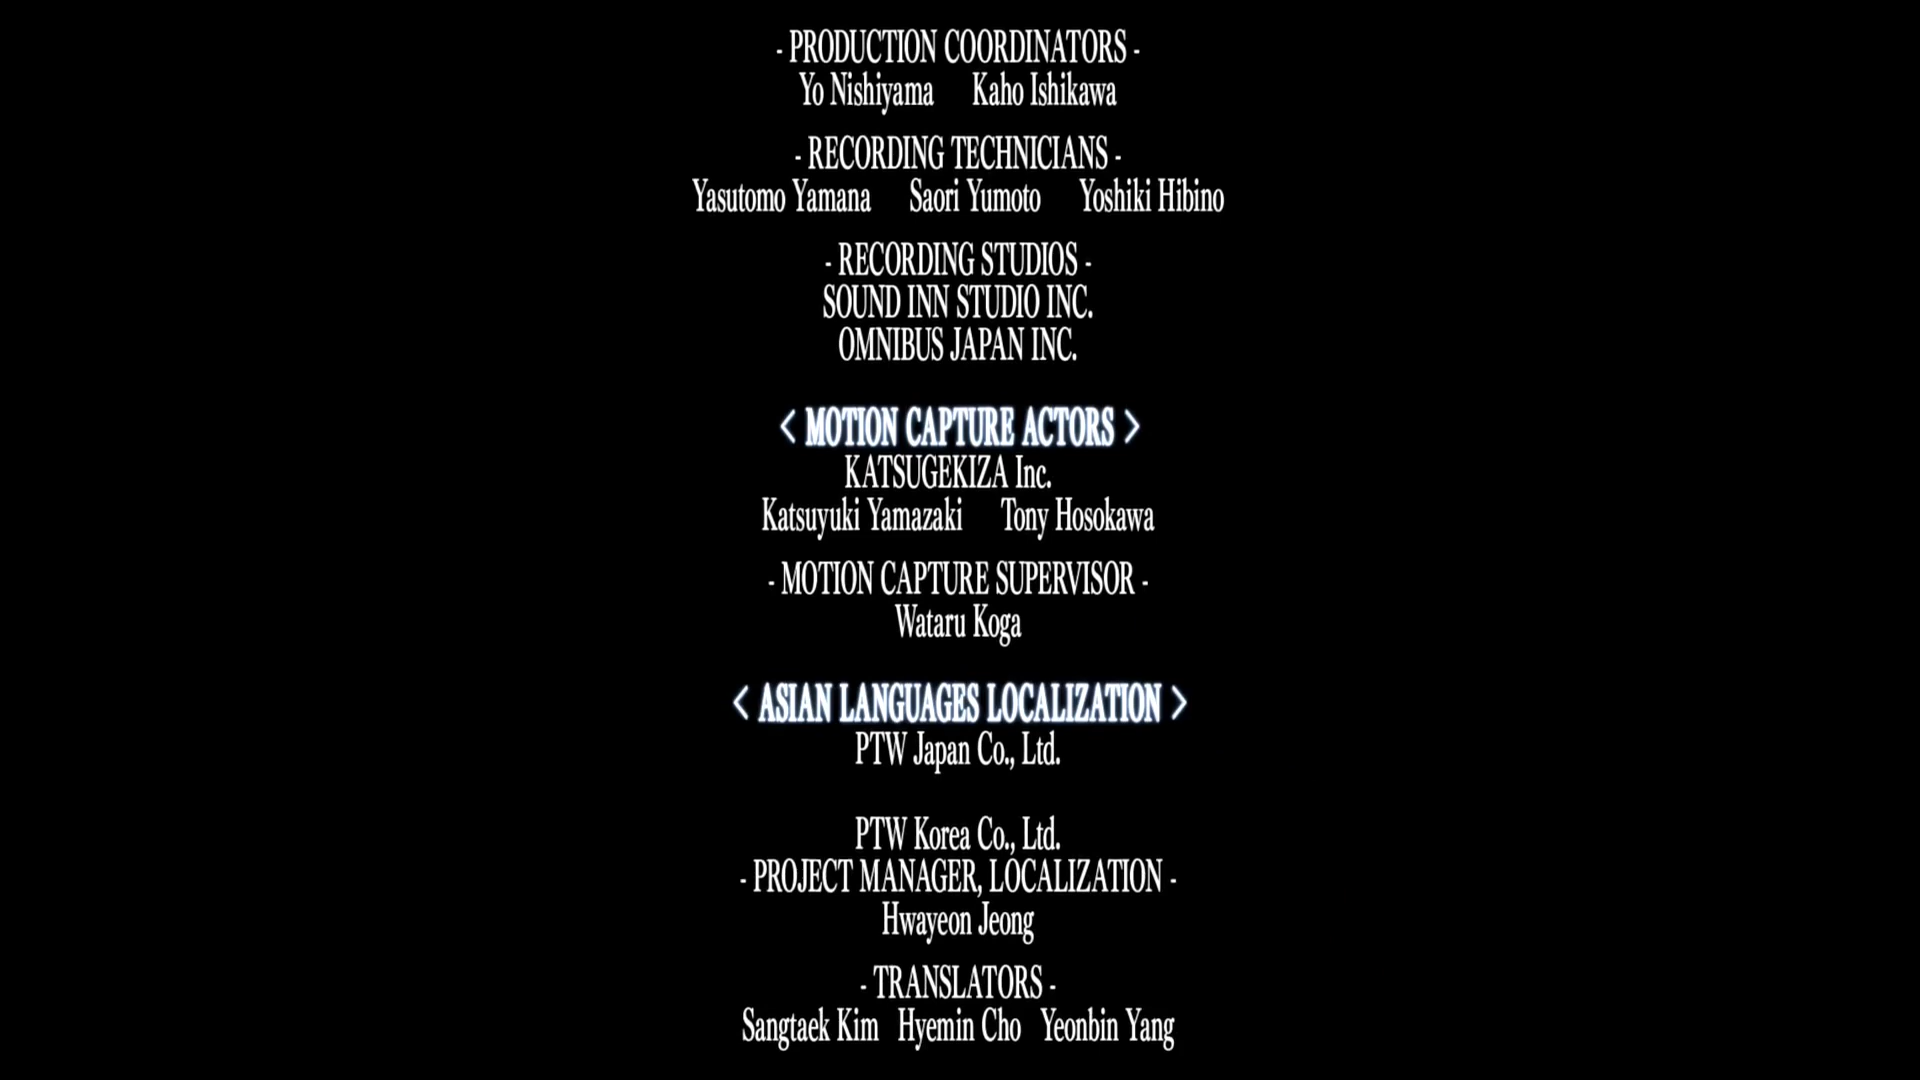 - PRODUCTION COORDINATORS -
Yo Nishiyama Kaho Ishikawa
- RECORDING TECHNICIANS -
Yasutomo Yamana Saori Yumoto Yoshiki Hibino
- RECORDING STUDIOS -
SOUND INN STUDIO INC.
OMNIBUS JAPAN INC.
< MOTION CAPTURE ACTORS >
KATSUGEKIZA Inc.
Katsuyuki Yamazaki Tony Hosokawa
- MOTION CAPTURE SUPERVISOR -
Wataru Koga
< ASIAN LANGUAGES LOCALIZATION >
PTW Japan Co., Ltd.
PTW Korea Co., Ltd.
- PROJECT MANAGER, LOCALIZATION -
Hwayeon Jeong
- TRANSLATORS -
Sangtaek Kim Hyemin Cho Yeonbin Yang